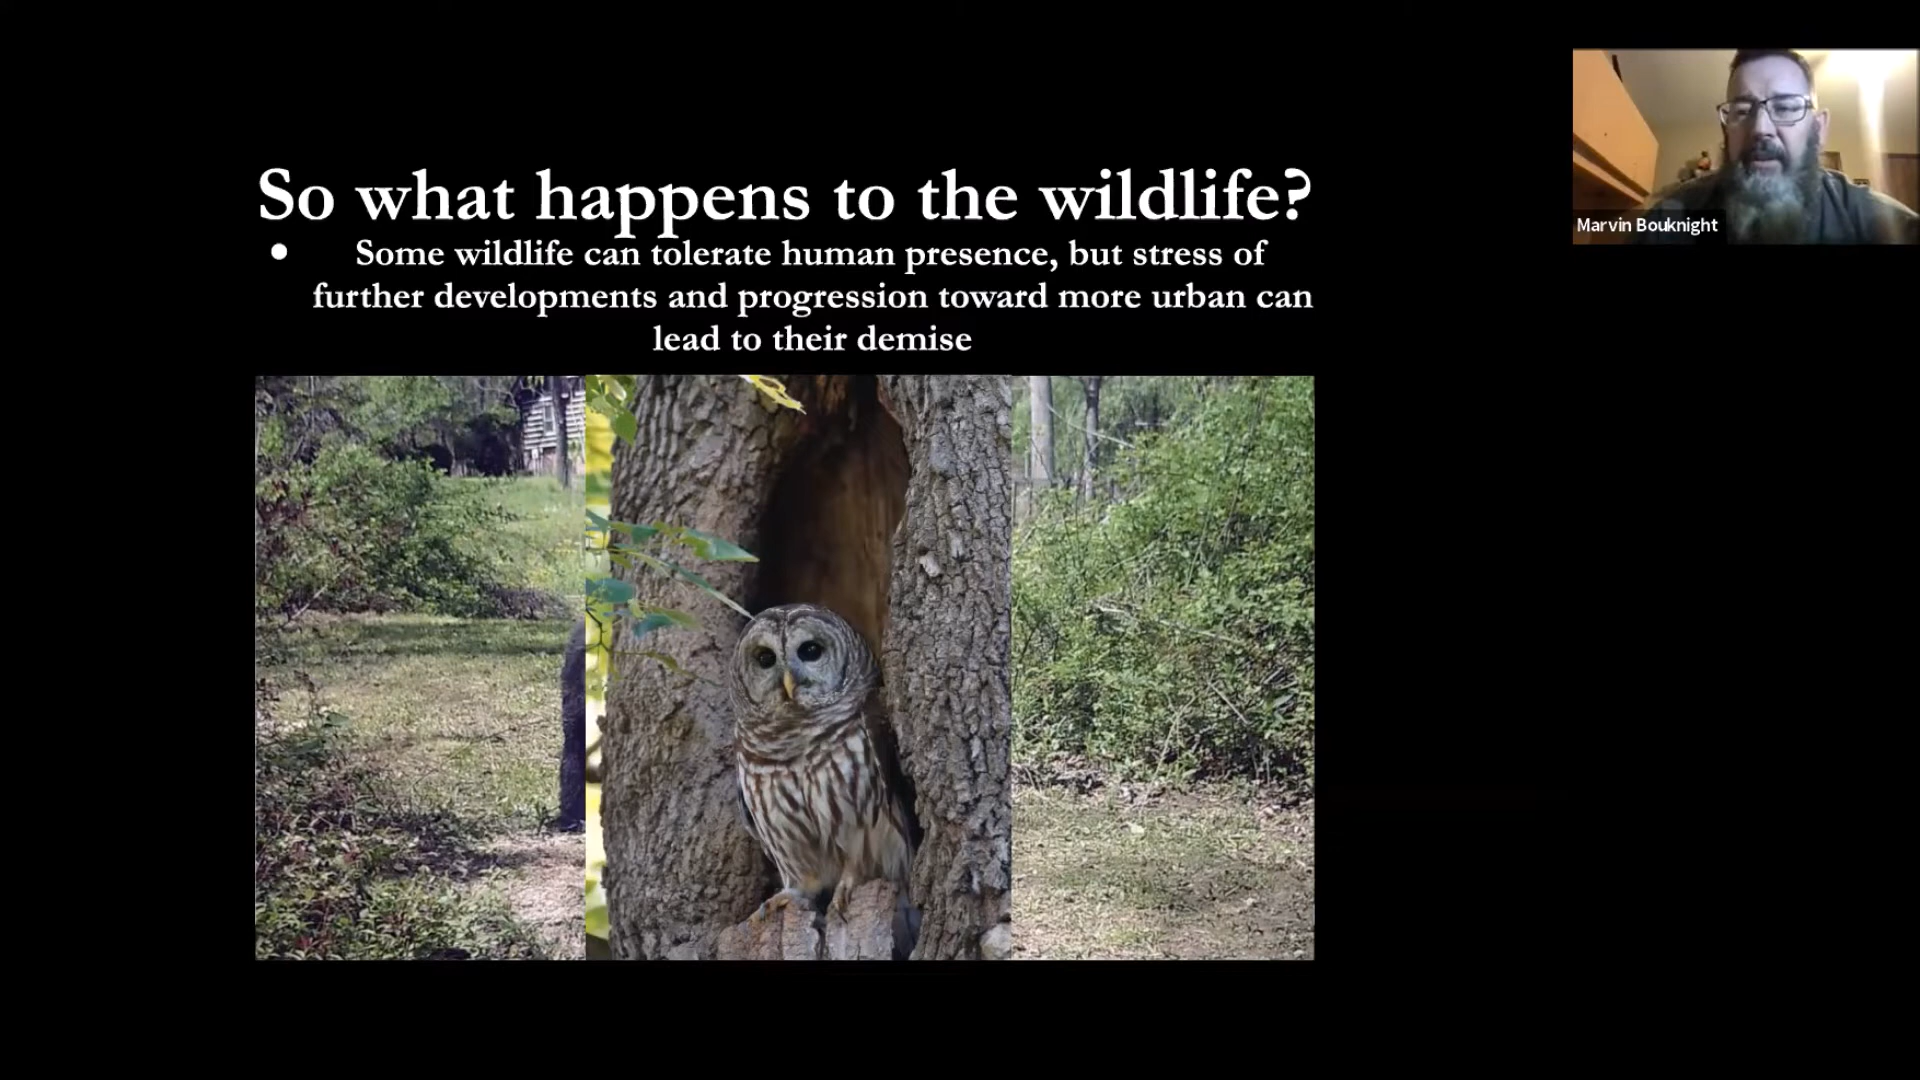 So what happens to the wildlife?
• Some wildlife can tolerate human presence, but stress of
further developments and progression toward more urban can
lead to their demise
Marvin Bouknight